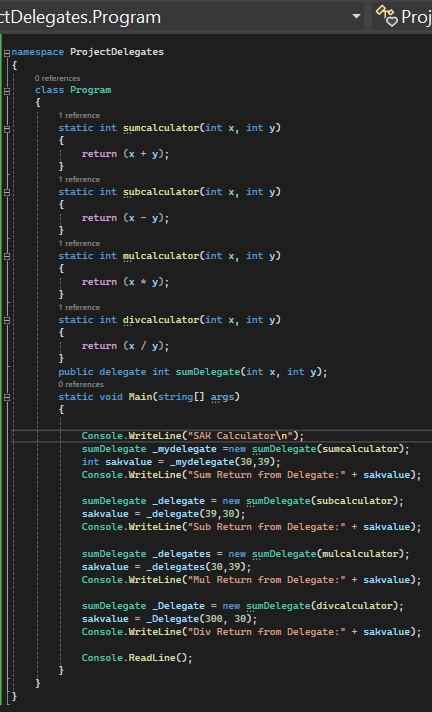 ctDelegates.Program
Proj
namespace ProjectDelegates
{
0 references
class Program
{
1 reference
static int sumcalculator(int x, int y)
{
return (x + y);
}
1 reference
static int subcalculator(int x, int y)
{
return (x - y);
}
1 reference
static int mulcalculator(int x, int y)
{
return (x * y);
}
1 reference
static int divcalculator(int x, int y)
{
return (x / y);
}
public delegate int sumDelegate(int x, int y);
0 references
static void Main(string[] args)
{
Console.WriteLine("SAK Calculator\n");
sumDelegate _mydelegate =new sumDelegate(sumcalculator);
int sakvalue = _mydelegate(30,39);
Console.WriteLine("Sum Return from Delegate:" + sakvalue);
sumDelegate _delegate = new sumDelegate(subcalculator);
sakvalue = _delegate(39,30);
Console.WriteLine("Sub Return from Delegate:" + sakvalue);
sumDelegate _delegates = new sumDelegate(mulcalculator);
sakvalue = _delegates(30,39);
Console.WriteLine("Mul Return from Delegate:" + sakvalue);
sumDelegate _Delegate = new sumDelegate(divcalculator);
sakvalue = _Delegate(300, 30);
Console.WriteLine("Div Return from Delegate:" + sakvalue);
Console.ReadLine();
}
}
}